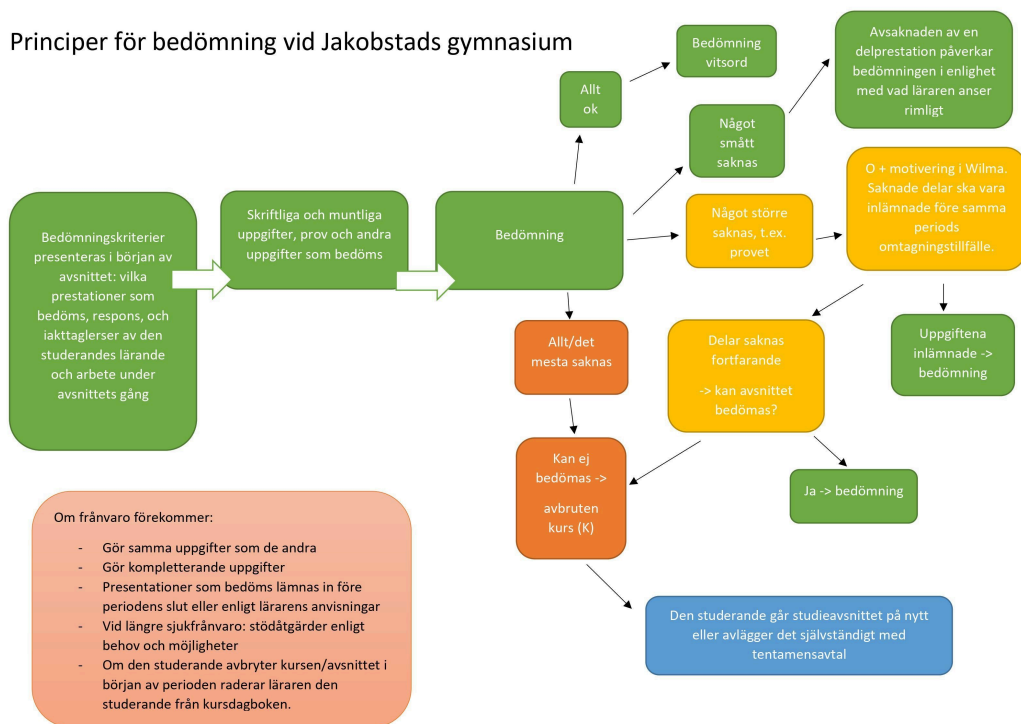 Principer för bedömning vid Jakobstads gymnasium
Bedömningskriterier
presenteras i början av
avsnittet: vilka
prestationer som
bedöms, respons, och
iakttaglerser av den
studerandes lärande
och arbete under
avsnittets gång
Skriftliga och muntliga
uppgifter, prov och andra
uppgifter som bedöms
Bedömning
Allt
ok
Bedömning
vitsord
Något
smått
saknas
Avsaknaden av en
delprestation påverkar
bedömningen i enlighet
med vad läraren anser
rimligt
Något större
saknas, t.ex.
provet
O + motivering i Wilma.
Saknade delar ska vara
inlämnade före samma
periods
omtagningstillfälle.
Uppgiftena
inlämnade ->
bedömning
Delar saknas
fortfarande
-> kan avsnittet
bedömas?
Ja -> bedömning
Allt/det
mesta saknas
Kan ej
bedömas ->
avbruten
kurs (K)
Den studerande går studieavsnittet på nytt
eller avlägger det självständigt med
tentamensavtal
Om frånvaro förekommer:
- Gör samma uppgifter som de andra
- Gör kompletterande uppgifter
- Presentationer som bedöms lämnas in före
periodens slut eller enligt lärarens anvisningar
- Vid längre sjukfrånvaro: stödåtgärder enligt
behov och möjligheter
- Om den studerande avbryter kursen/avsnittet i
början av perioden raderar läraren den
studerande från kursdagboken.